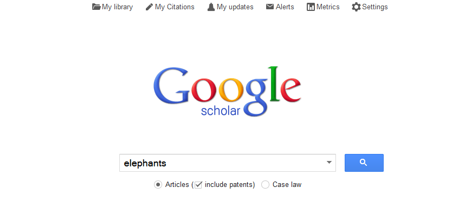 My library My Citations My updates Alerts Metrics Settings
Google
scholar
elephants
Articles (include patents) Case law